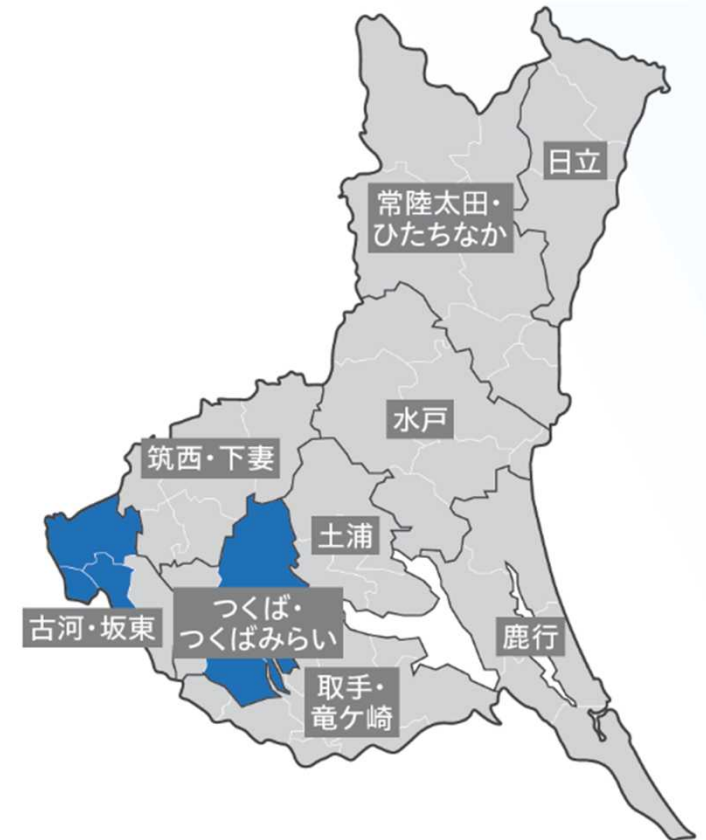 日立
常陸太田・
ひたちなか
水戸
筑西・下妻
土浦
つくば・
つくばみらい
古河・坂東
鹿行
取手・
竜ケ崎